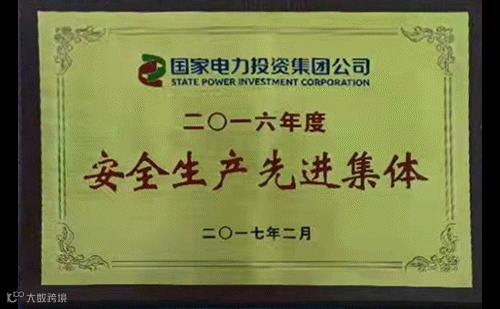 国家电力投资集团公司
STATE POWER INVESTMENT CORPORATION
二〇一六年度
安全生产先进集体
二〇一七年二月
大数跨境